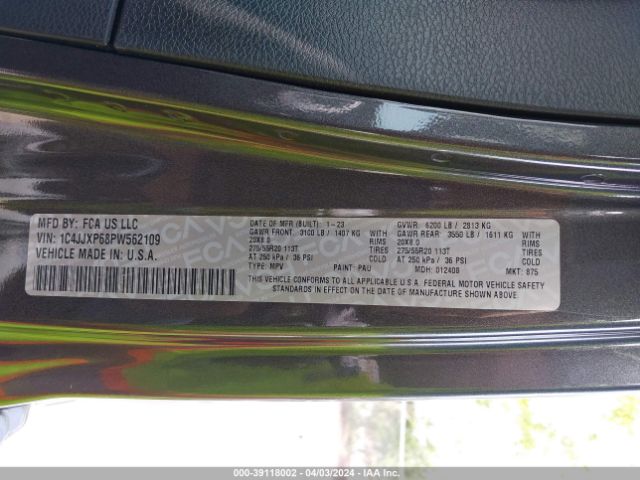 MFD BY: FCA US LLC
VIN: 1C4JJXP68PW562109
VEHICLE MADE IN: U.S.A.
DATE OF MFR (BUILT): 1-23 GVWR: 6200 LB / 2813 KG
GAWR FRONT: 3100 LB / 1407 KG WITH GAWR REAR: 3550 LB / 1611 KG WITH
20X8.0 RIMS 20X8.0 RIMS
275/55R20 113T TIRES 275/55R20 113T TIRES
AT 250 kPa / 36 PSI COLD AT 250 kPa / 36 PSI COLD
TYPE: MPV PAINT: PAU MDH: 012408 MKT: 875
THIS VEHICLE CONFORMS TO ALL APPLICABLE U.S.A. FEDERAL MOTOR VEHICLE SAFETY
STANDARDS IN EFFECT ON THE DATE OF MANUFACTURE SHOWN ABOVE.
000-39118002 - 04/03/2024 - IAAI.com